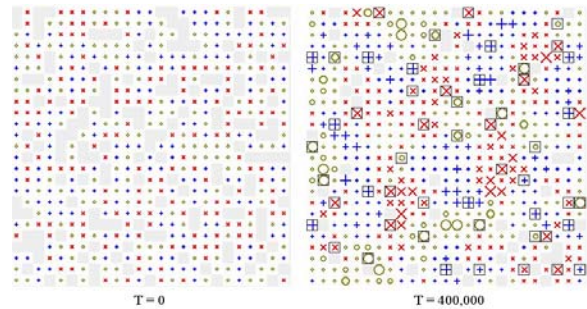 T = 0
T = 400,000